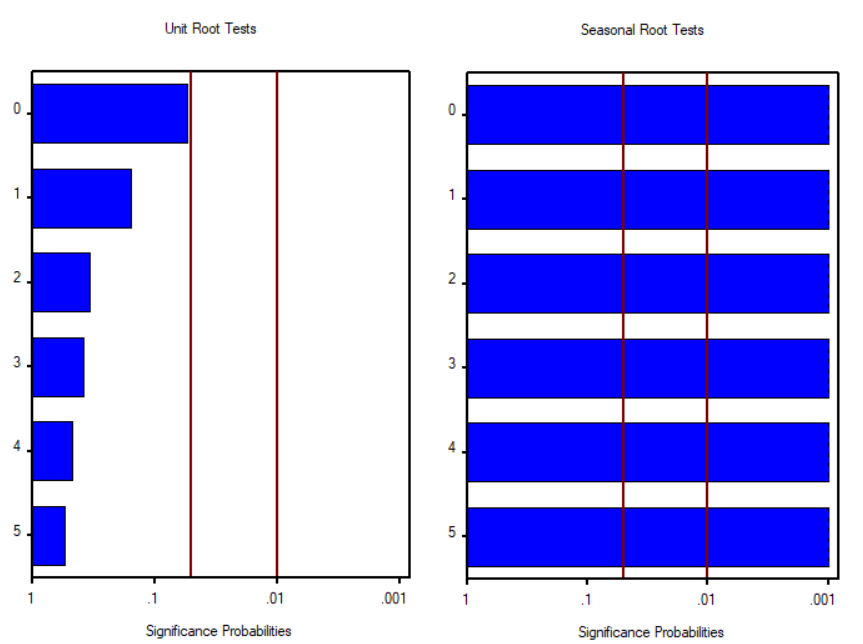 Unit Root Tests
0
1
2
3
4
5
1 .1 .01 .001
Significance Probabilities
Seasonal Root Tests
0
1
2
3
4
5
1 .1 .01 .001
Significance Probabilities